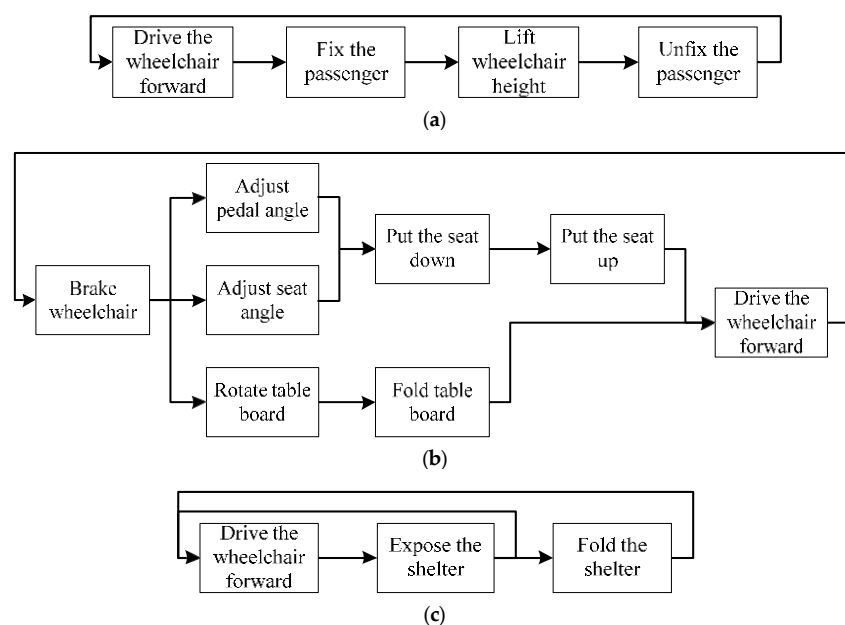 Drive the
wheelchair
forward
Fix the
passenger
Lift
wheelchair
height
Unfix the
passenger
(a)
Adjust
pedal angle
Put the seat
down
Put the seat
up
Brake
wheelchair
Adjust seat
angle
Drive the
wheelchair
forward
Rotate table
board
Fold table
board
(b)
Drive the
wheelchair
forward
Expose the
shelter
Fold the
shelter
(c)